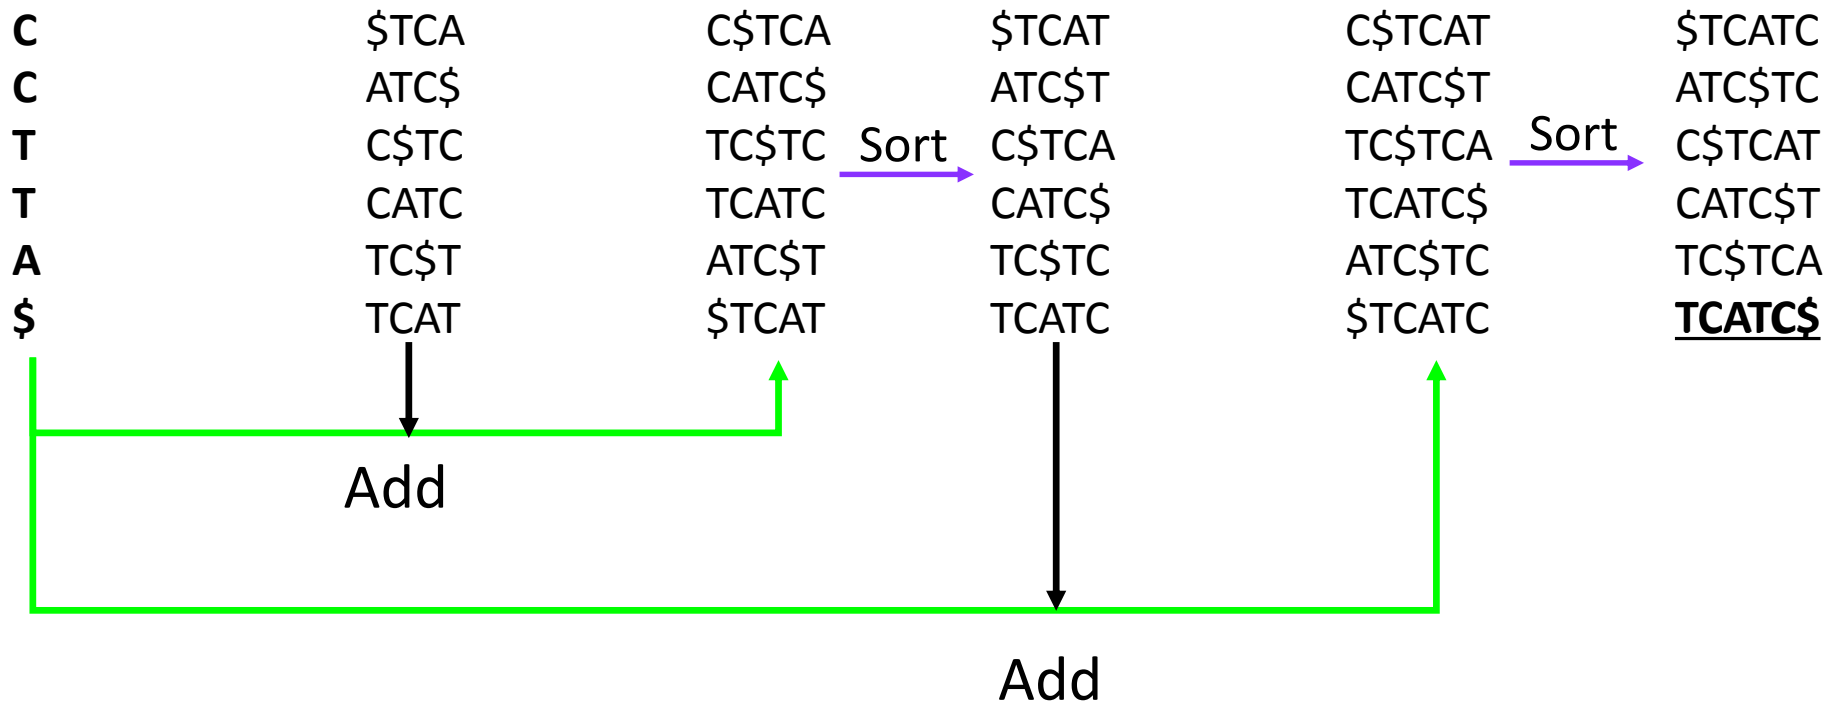 C $TCA C$TCA $TCAT C$TCAT $TCATC
C ATC$ CATC$ ATC$T CATC$T ATC$TC
T C$TC TC$TC Sort C$TCA TC$TCA Sort C$TCAT
T CATC TCATC CATC$ TCATC$ CATC$T
A TC$T ATC$T TC$TC ATC$TC TC$TCA
$ TCAT $TCAT TCATC $TCATC TCATC$
Add
Add